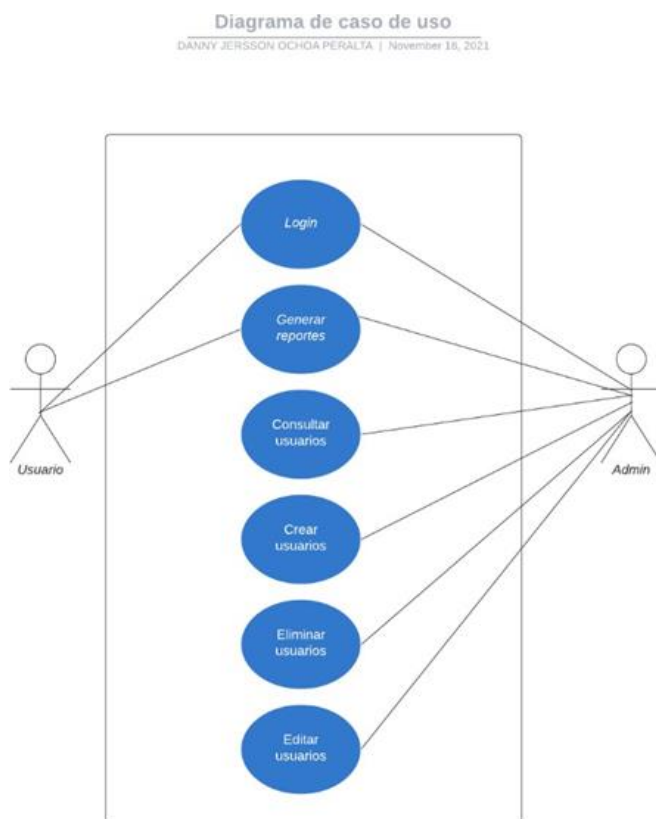 Diagrama de caso de uso
DANNY JERSSON OCHOA PERALTA | November 16, 2021
Login
Generar
reportes
Consultar
usuarios
Usuario
Admin
Crear
usuarios
Eliminar
usuarios
Editar
usuarios